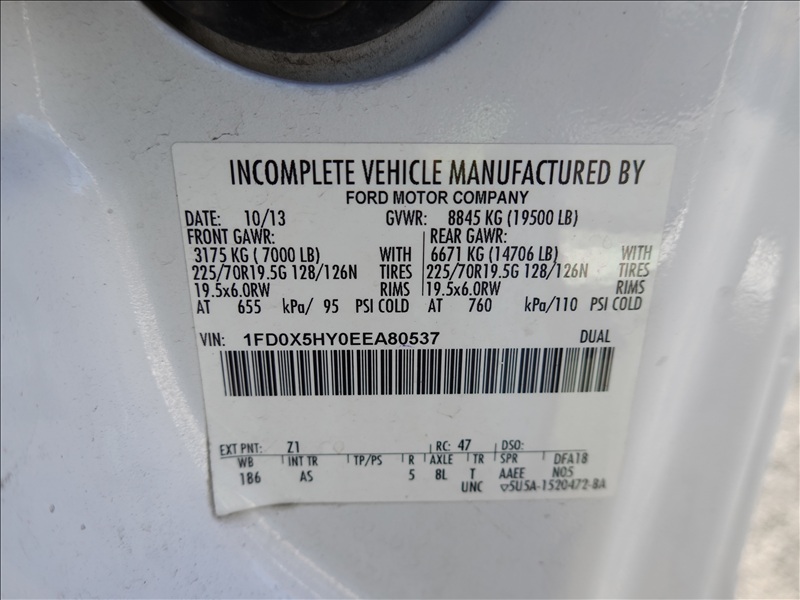 INCOMPLETE VEHICLE MANUFACTURED BY
FORD MOTOR COMPANY
DATE: 10/13 GVWR: 8845 KG (19500 LB)
FRONT GAWR: REAR GAWR:
3175 KG ( 7000 LB) WITH 6671 KG (14706 LB) WITH
225/70R19.5G 128/126N TIRES 225/70R19.5G 128/126N TIRES
19.5x6.0RW RIMS 19.5x6.0RW RIMS
AT 655 kPa/ 95 PSI COLD AT 760 kPa/110 PSI COLD
VIN: 1FD0X5HY0EEA80537 DUAL
EXT PNT: Z1 RC: 47 DSO:
WB INT TR TP/PS R AXLE TR SPR DFA18
186 AS 5 8L T AAEE N05
UNC 5U5A-1520472-BA